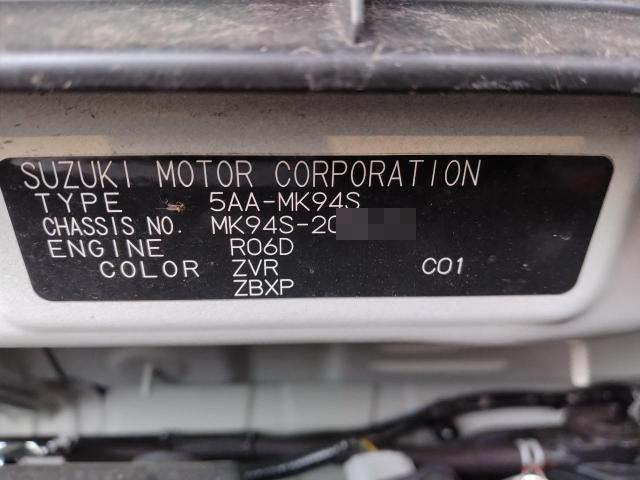 SUZUKI MOTOR CORPORATION
TYPE 5AA-MK94S
CHASSIS NO. MK94S-20
ENGINE R06D
COLOR ZVR C01
ZBXP